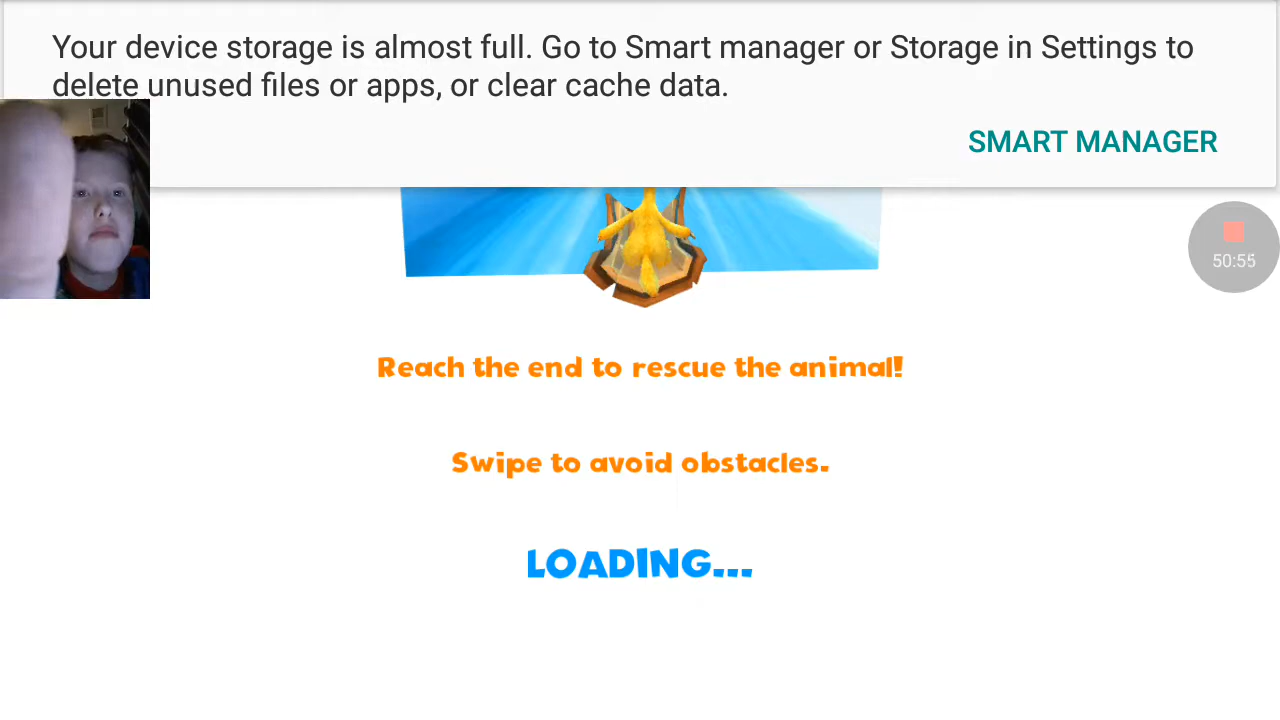 Your device storage is almost full. Go to Smart manager or Storage in Settings to
delete unused files or apps, or clear cache data.
SMART MANAGER
50:55
Reach the end to rescue the animal!
Swipe to avoid obstacles.
LOADING...